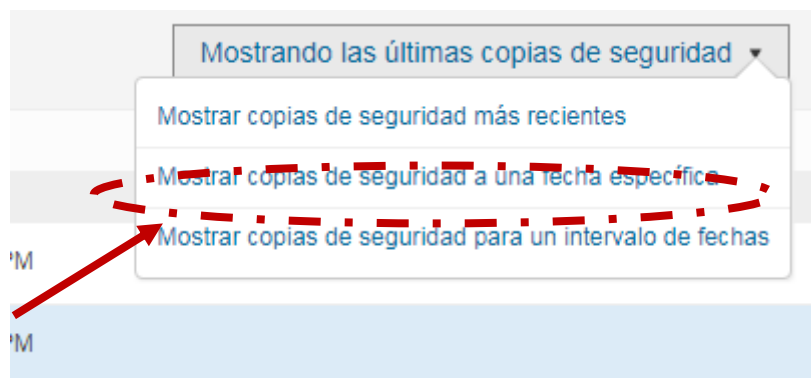 Mostrando las últimas copias de seguridad
Mostrar copias de seguridad más recientes
Mostrar copias de seguridad a una fecha específica
Mostrar copias de seguridad para un intervalo de fechas
PM
PM